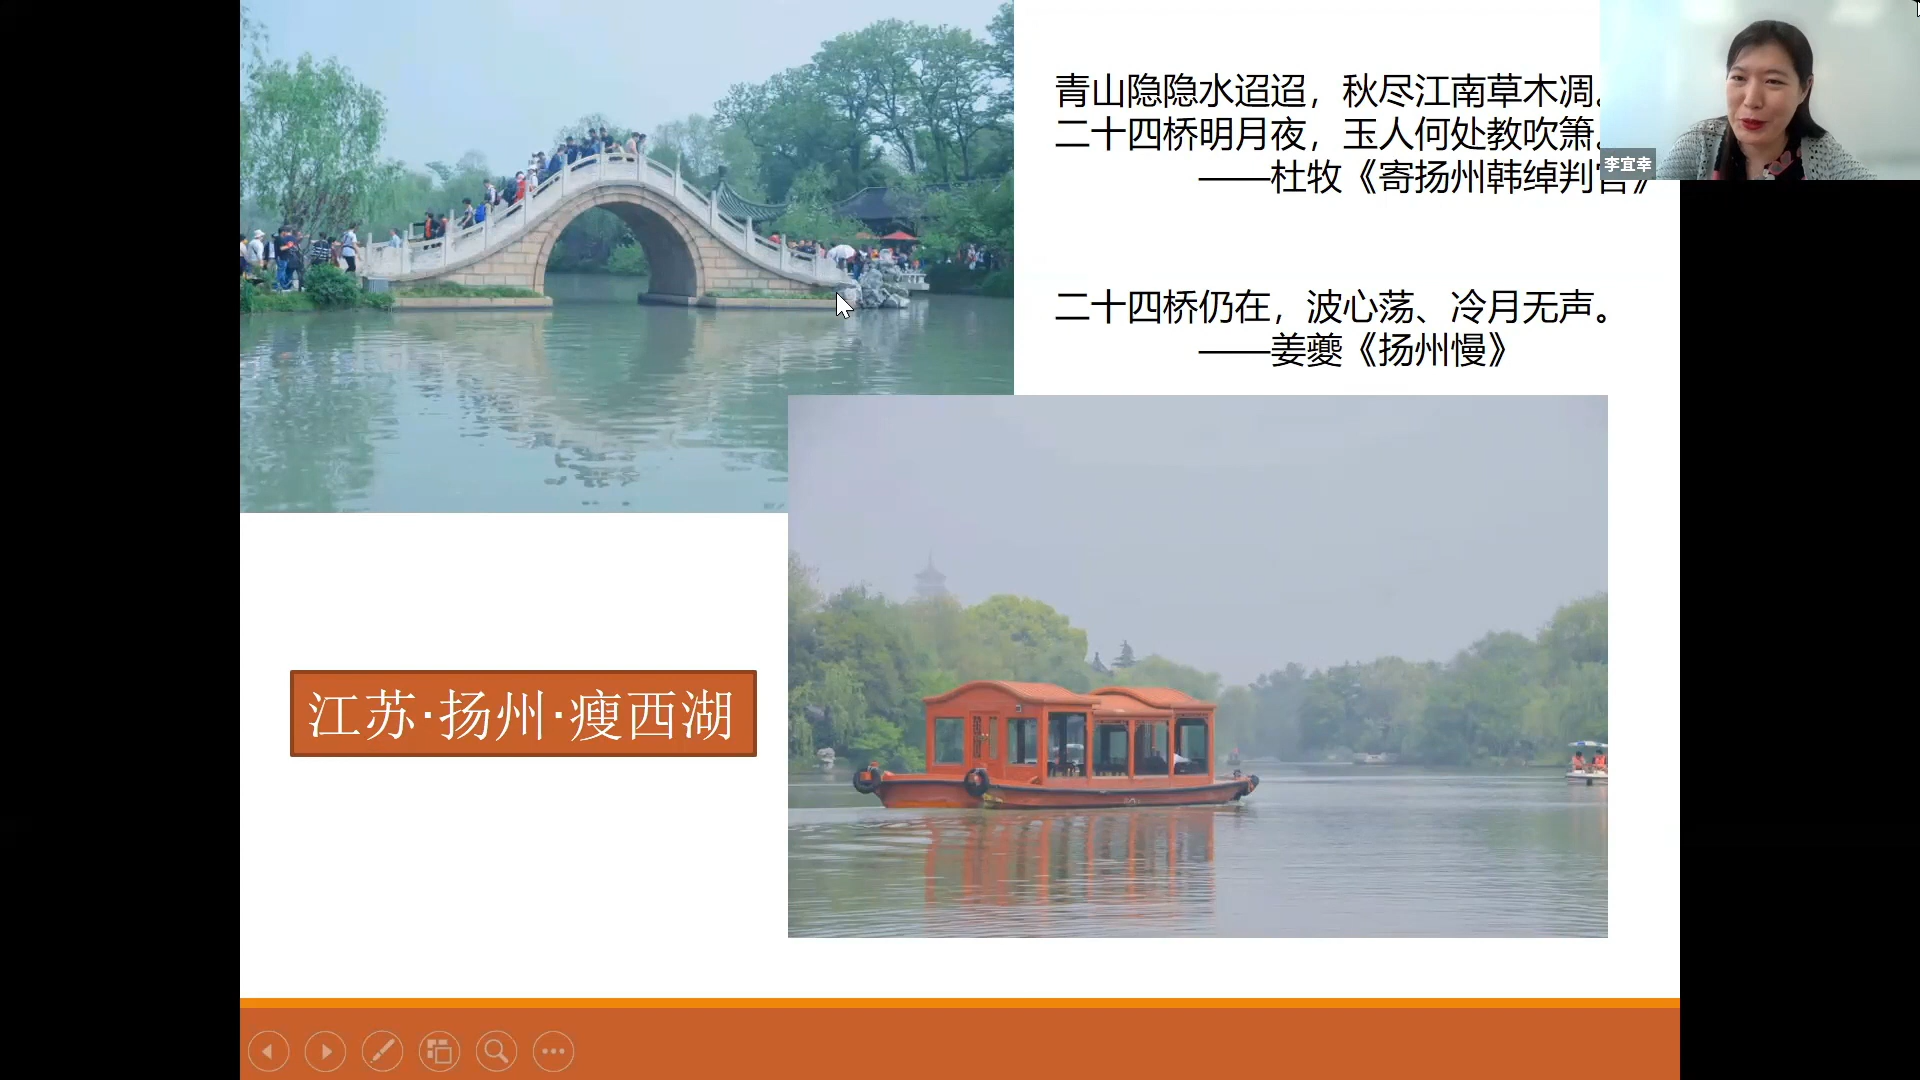 青山隐隐水迢迢，秋尽江南草木凋。
二十四桥明月夜，玉人何处教吹箫。
——杜牧《寄扬州韩绰判官》
李宜幸
二十四桥仍在，波心荡、冷月无声。
——姜夔《扬州慢》
江苏·扬州·瘦西湖